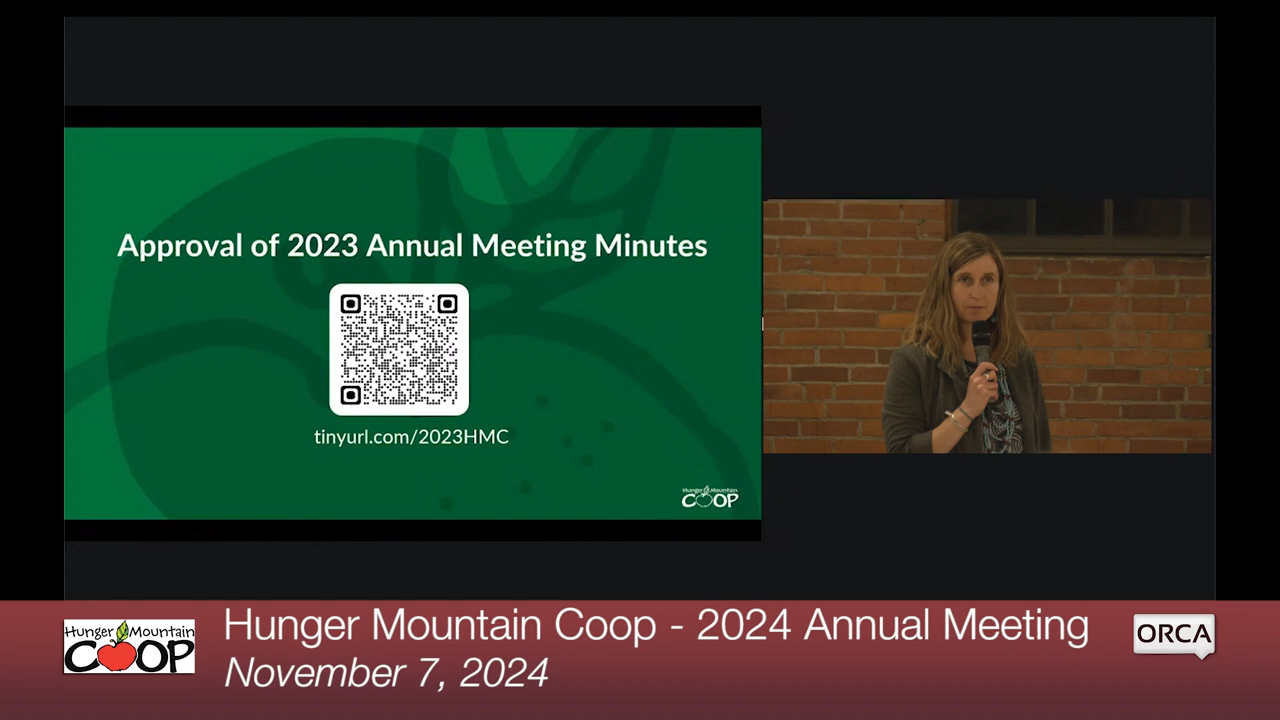 Approval of 2023 Annual Meeting Minutes
tinyurl.com/2023HMC
Hunger Mountain
COOP
Hunger Mountain Coop - 2024 Annual Meeting
November 7, 2024
Hunger Mountain
COOP
ORCA